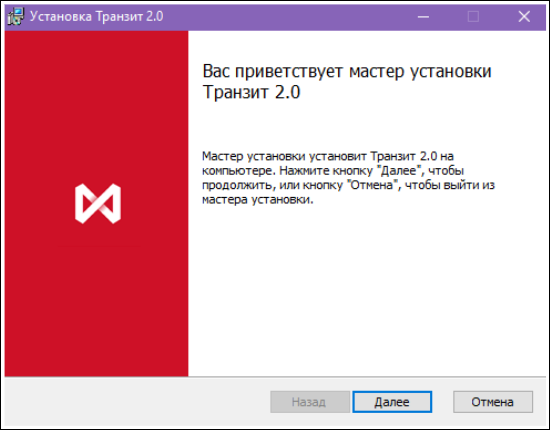 Установка Транзит 2.0
Вас приветствует мастер установки
Транзит 2.0
Мастер установки установит Транзит 2.0 на
компьютере. Нажмите кнопку "Далее", чтобы
продолжить, или кнопку "Отмена", чтобы выйти из
мастера установки.
Назад Далее Отмена